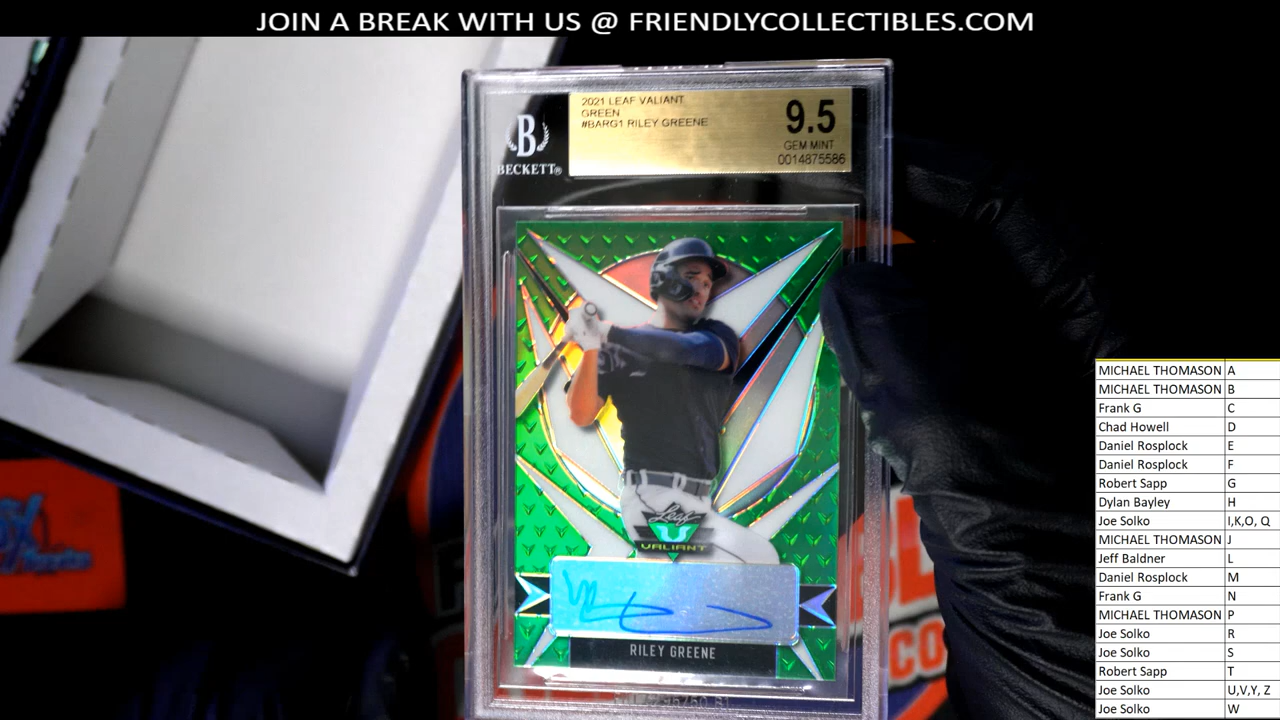 JOIN A BREAK WITH US @ FRIENDLYCOLLECTIBLES.COM
2021 LEAF VALIANT
GREEN
#BARG1 RILEY GREENE
9.5
GEM MINT
0014875586
B
BECKETT®
Leaf
VALIANT
RILEY GREENE
MICHAEL THOMASON A
MICHAEL THOMASON B
Frank G C
Chad Howell D
Daniel Rosplock E
Daniel Rosplock F
Robert Sapp G
Dylan Bayley H
Joe Solko I,K,O, Q
MICHAEL THOMASON J
Jeff Baldner L
Daniel Rosplock M
Frank G N
MICHAEL THOMASON P
Joe Solko R
Joe Solko S
Robert Sapp T
Joe Solko U,V,Y, Z
Joe Solko W